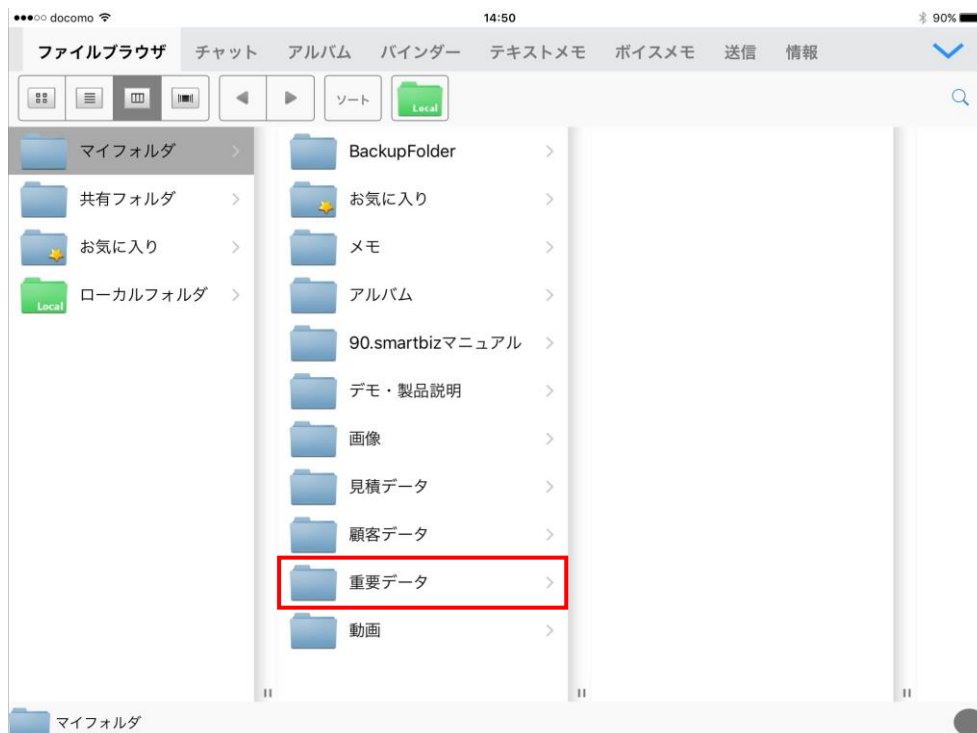 docomo 14:50 90%
ファイルブラウザ チャット アルバム バインダー テキストメモ ボイスメモ 送信 情報
ソート Local
マイフォルダ
共有フォルダ
お気に入り
Local ローカルフォルダ
BackupFolder
お気に入り
メモ
アルバム
90.smartbizマニュアル
デモ・製品説明
画像
見積データ
顧客データ
重要データ
動画
マイフォルダ